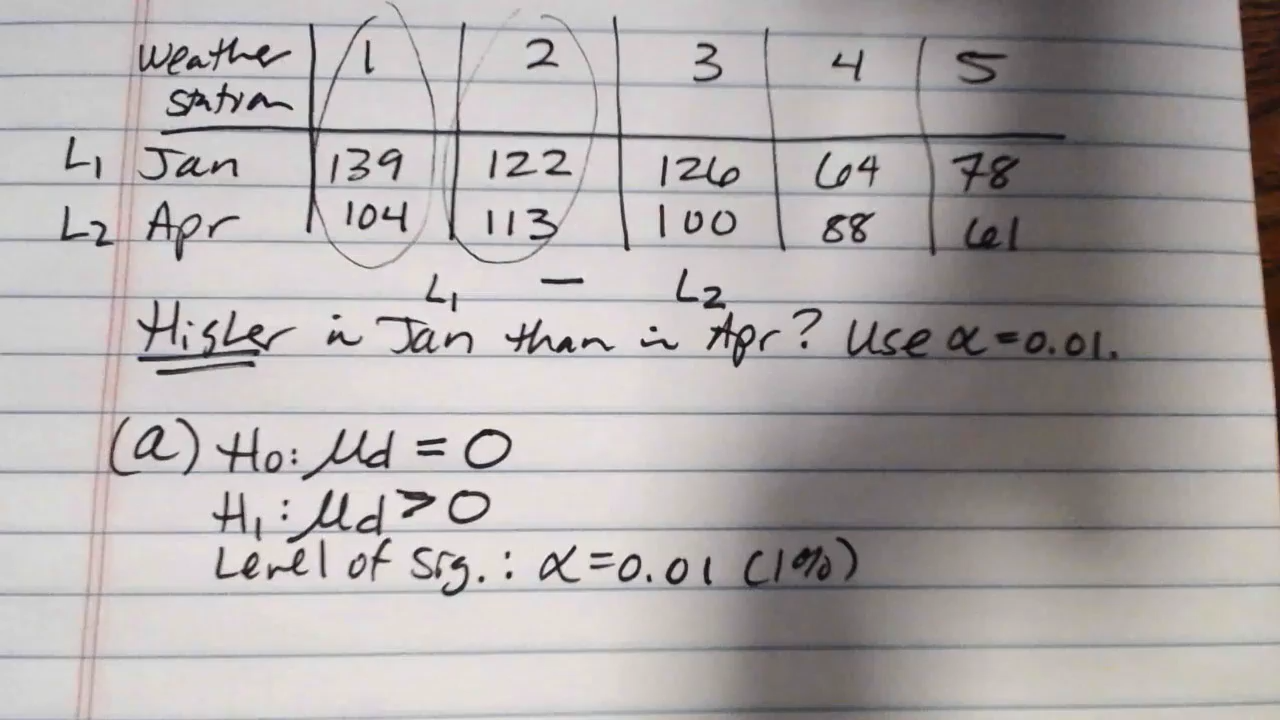 Weather 1 2 3 4 5
station
L1 Jan 139 122 126 64 78
L2 Apr 104 113 100 88 61
L1 − L2
Higher in Jan than in Apr? Use α=0.01.
(a) H0: μd = 0
H1: μd > 0
Level of Sig.: α=0.01 (1%)